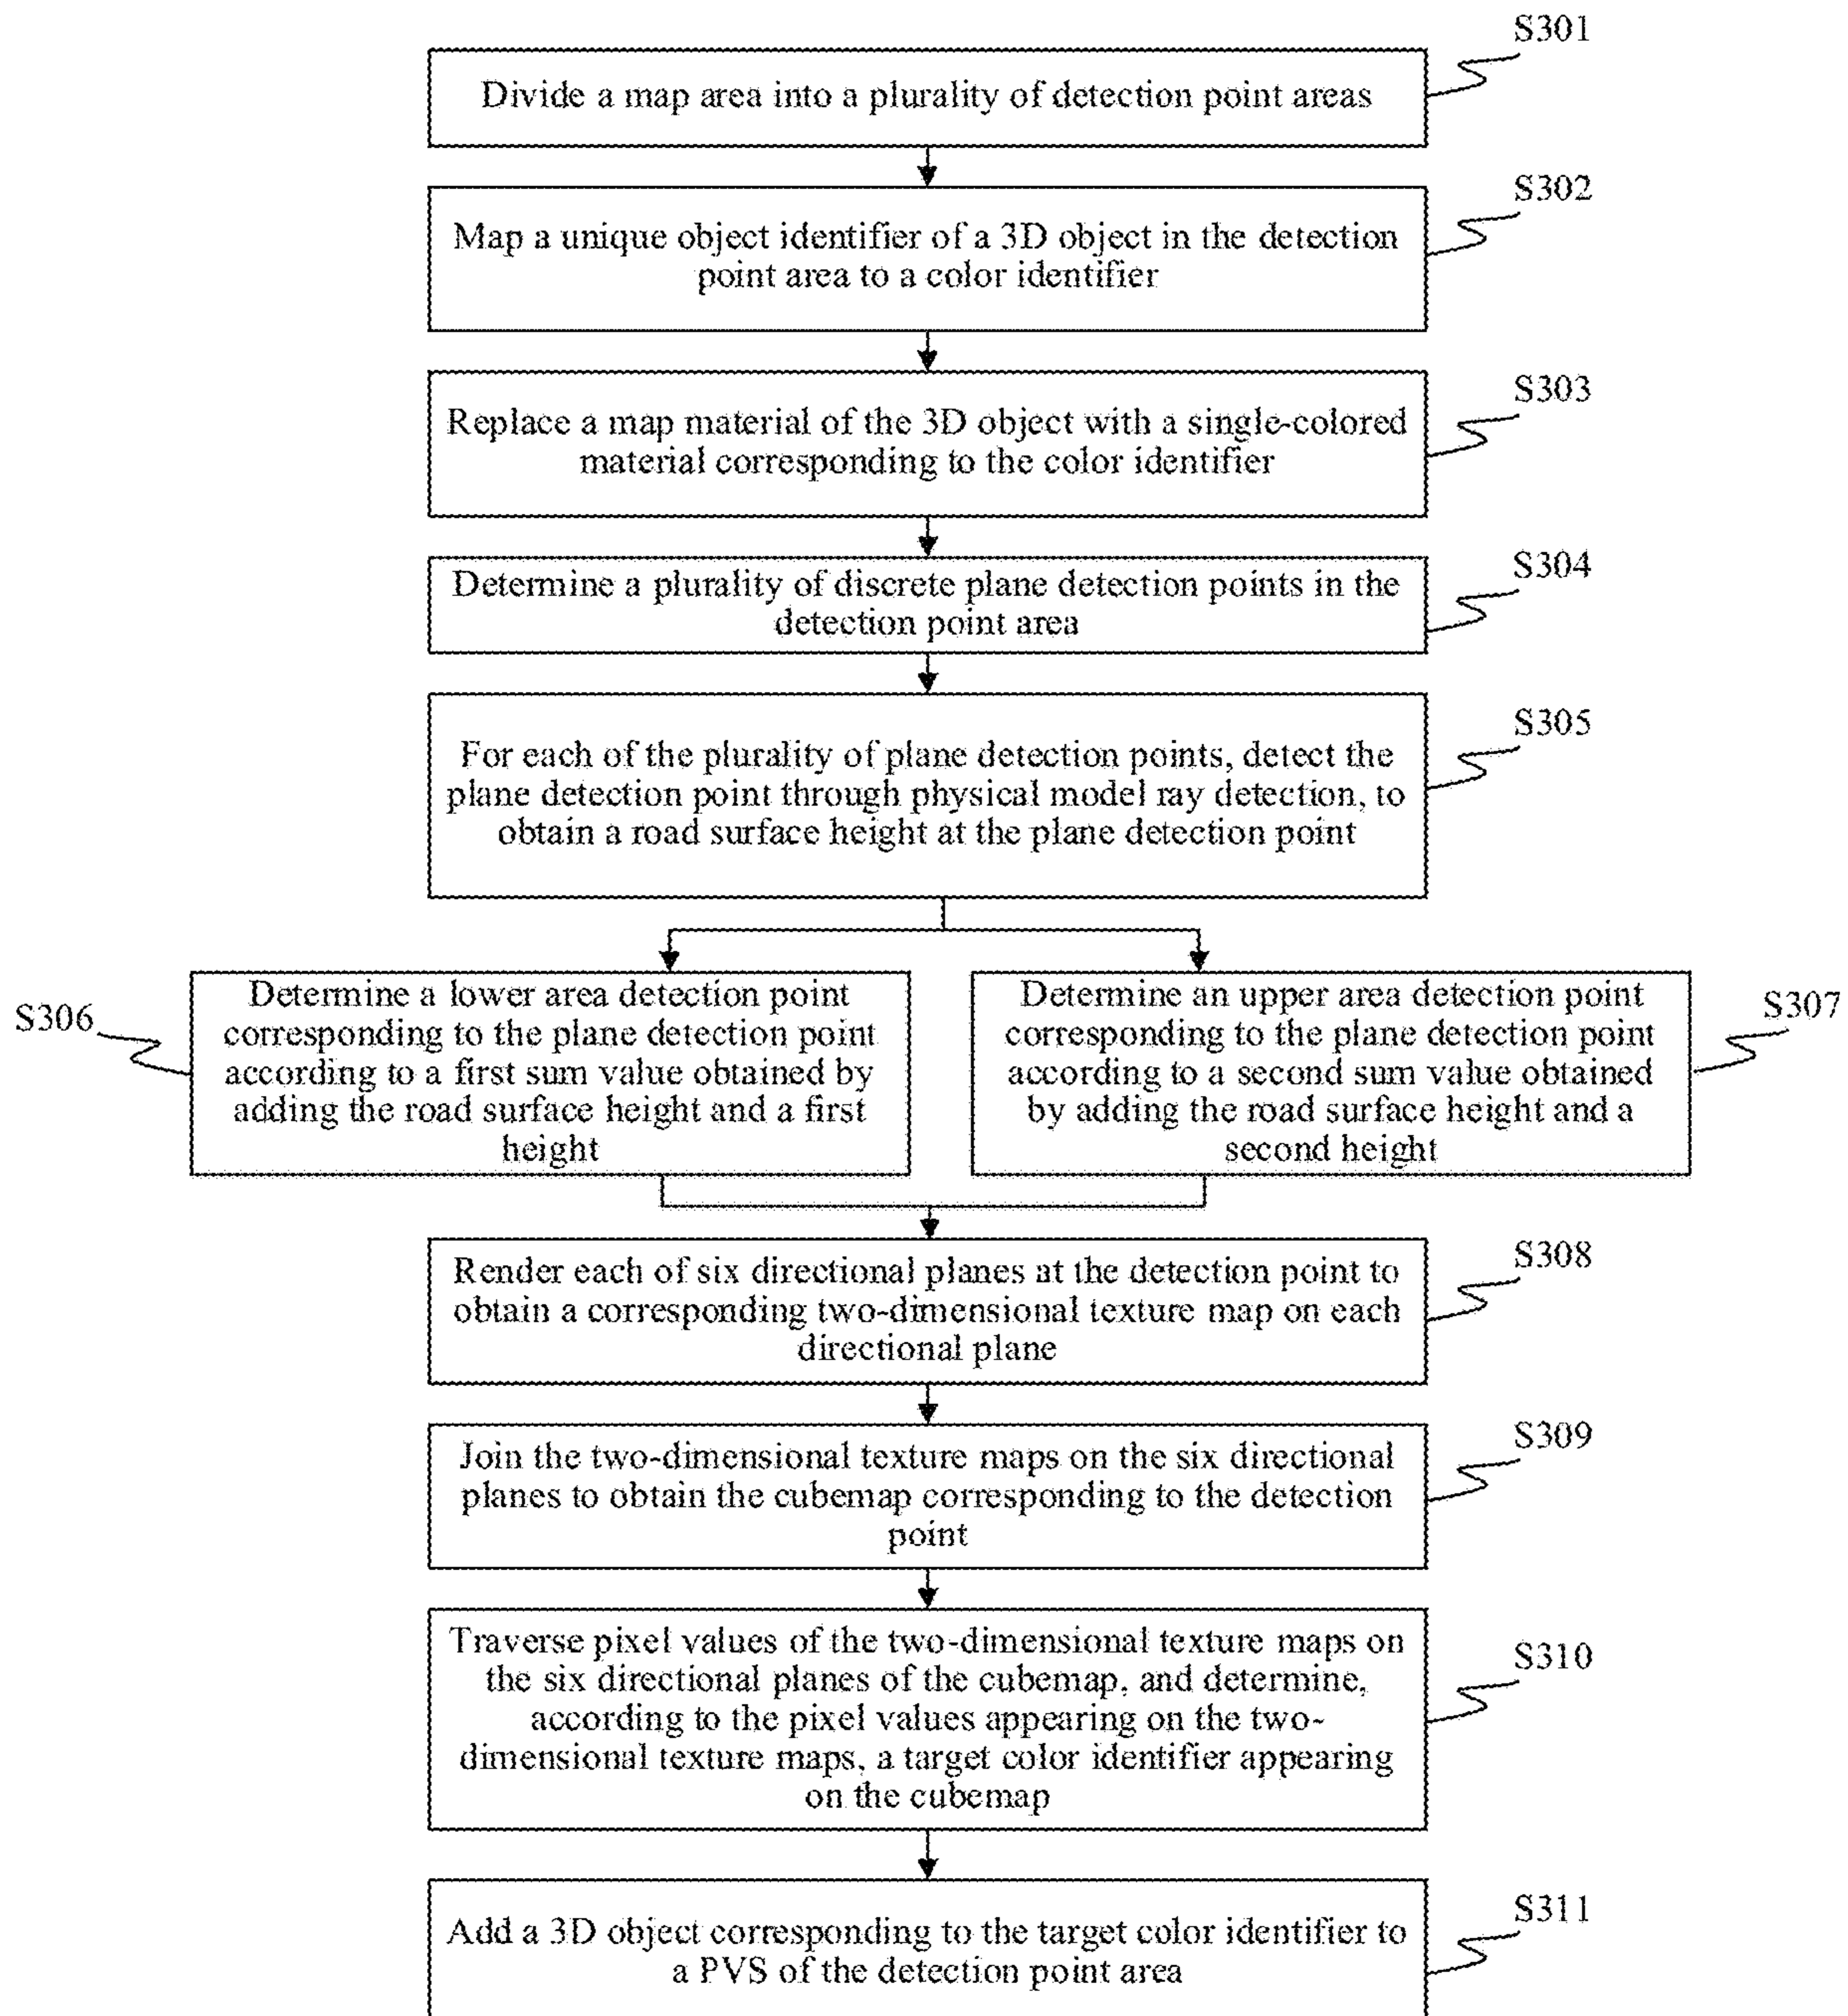 S301
Divide a map area into a plurality of detection point areas
S302
Map a unique object identifier of a 3D object in the detection
point area to a color identifier
S303
Replace a map material of the 3D object with a single-colored
material corresponding to the color identifier
S304
Determine a plurality of discrete plane detection points in the
detection point area
S305
For each of the plurality of plane detection points, detect the
plane detection point through physical model ray detection, to
obtain a road surface height at the plane detection point
S306
Determine a lower area detection point
corresponding to the plane detection point
according to a first sum value obtained by
adding the road surface height and a first
height
S307
Determine an upper area detection point
corresponding to the plane detection point
according to a second sum value obtained
by adding the road surface height and a
second height
S308
Render each of six directional planes at the detection point to
obtain a corresponding two-dimensional texture map on each
directional plane
S309
Join the two-dimensional texture maps on the six directional
planes to obtain the cubemap corresponding to the detection
point
S310
Traverse pixel values of the two-dimensional texture maps on
the six directional planes of the cubemap, and determine,
according to the pixel values appearing on the two-
dimensional texture maps, a target color identifier appearing
on the cubemap
S311
Add a 3D object corresponding to the target color identifier to
a PVS of the detection point area